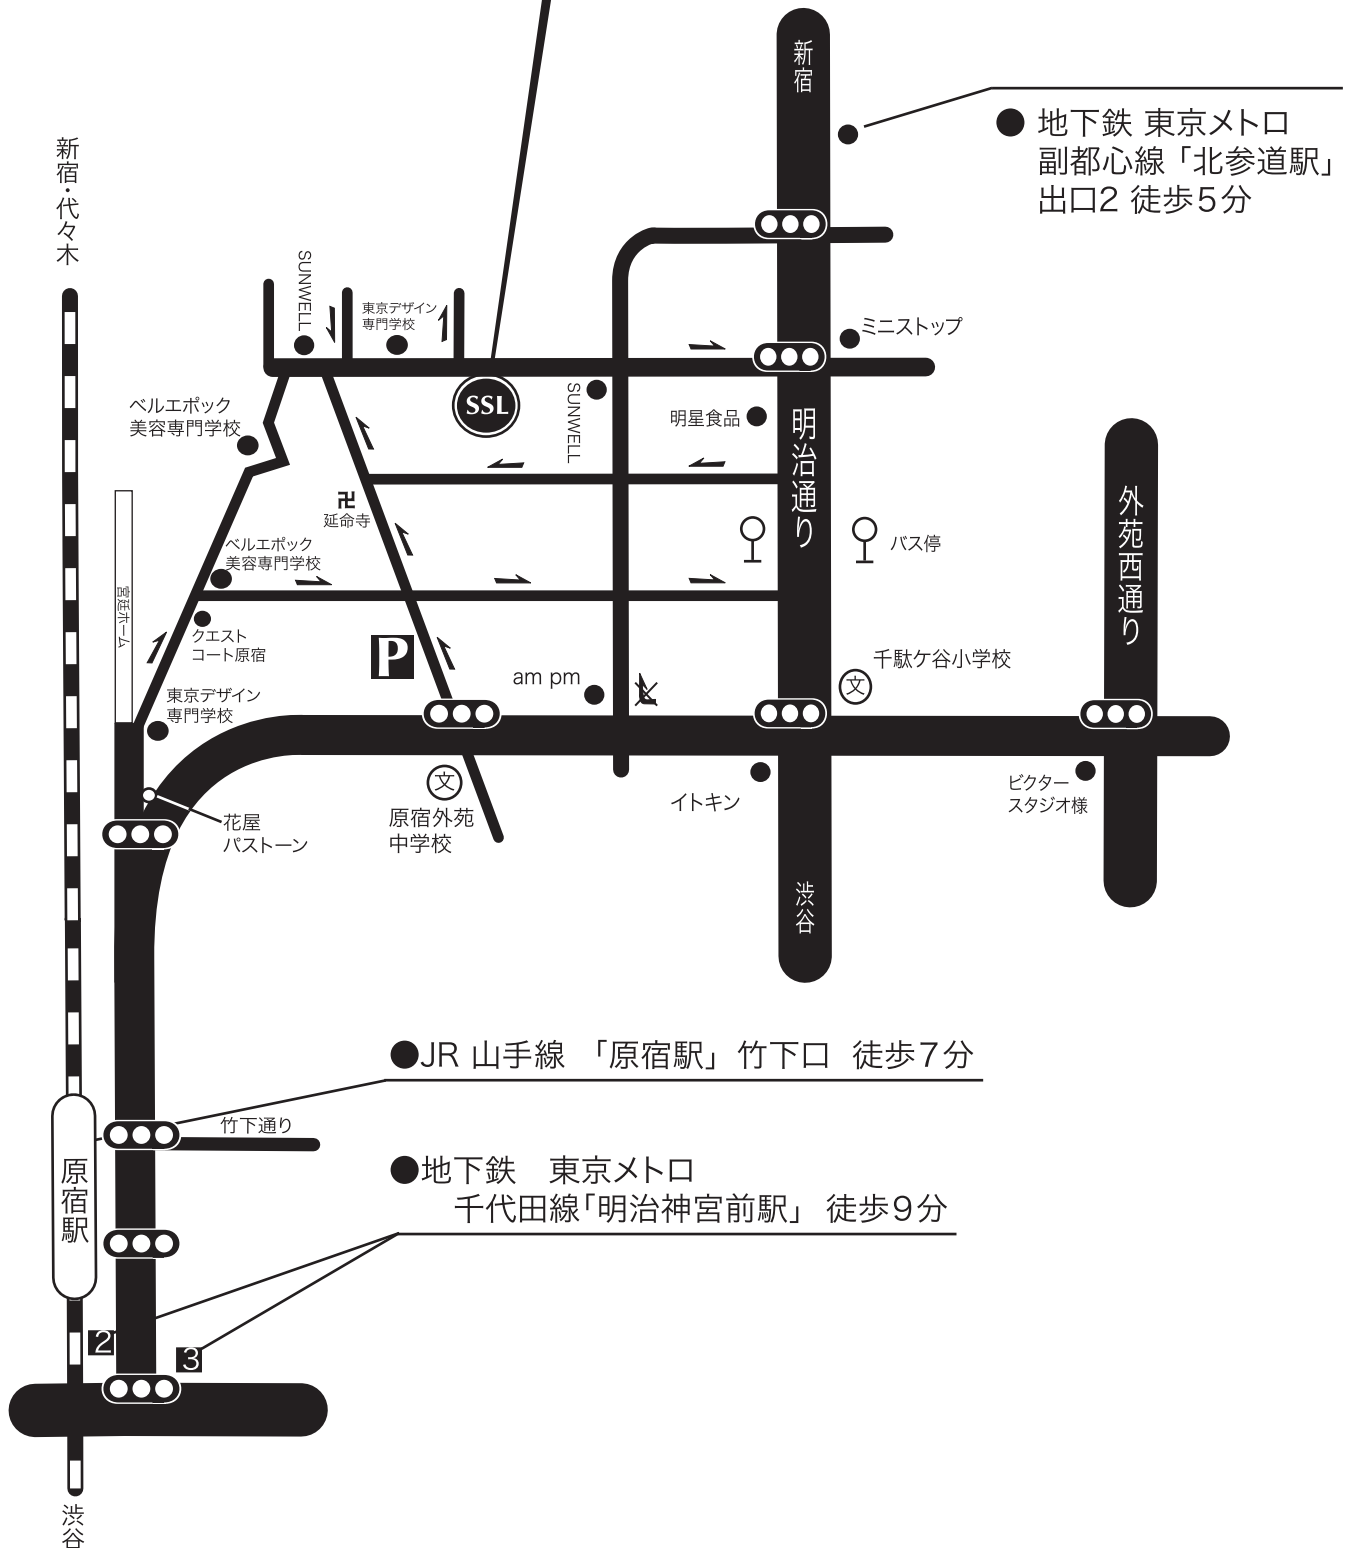 新宿
● 地下鉄 東京メトロ
副都心線「北参道駅」
出口2 徒歩5分
新宿・代々木
SUNWELL
東京デザイン
専門学校
ミニストップ
ベルエポック
美容専門学校
SSL
SUNWELL
明星食品
明治通り
外苑西通り
卍
延命寺
バス停
ベルエポック
美容専門学校
宮廷ホーム
クエスト
コート原宿
P
am pm
文
千駄ケ谷小学校
東京デザイン
専門学校
文
原宿外苑
中学校
イトキン
ビクター
スタジオ様
花屋
パストーン
渋谷
●JR 山手線 「原宿駅」竹下口 徒歩7分
竹下通り
原宿駅
●地下鉄 東京メトロ
千代田線「明治神宮前駅」 徒歩9分
2
3
渋谷